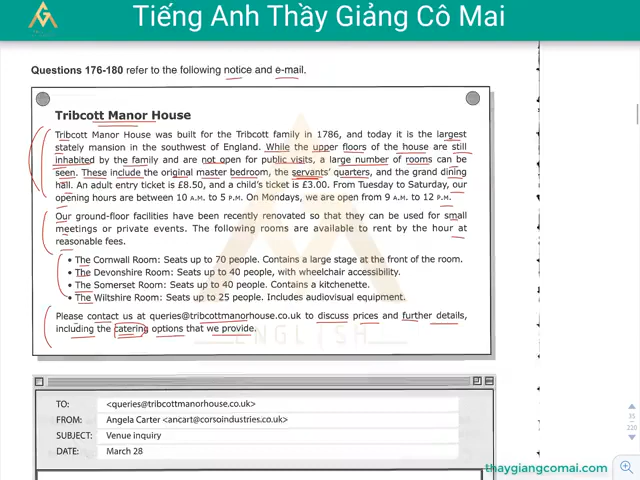 Tiếng Anh Thầy Giảng Cô Mai
Questions 176-180 refer to the following notice and e-mail.
Tribcott Manor House
Tribcott Manor House was built for the Tribcott family in 1786, and today it is the largest
stately mansion in the southwest of England. While the upper floors of the house are still
inhabited by the family and are not open for public visits, a large number of rooms can be
seen. These include the original master bedroom, the servants' quarters, and the grand dining
hall. An adult entry ticket is £8.50, and a child's ticket is £3.00. From Tuesday to Saturday, our
opening hours are between 10 A.M. to 5 P.M. On Mondays, we are open from 9 A.M. to 12 P.M.
Our ground-floor facilities have been recently renovated so that they can be used for small
meetings or private events. The following rooms are available to rent by the hour at
reasonable fees.
• The Cornwall Room: Seats up to 70 people. Contains a large stage at the front of the room.
• The Devonshire Room: Seats up to 40 people, with wheelchair accessibility.
• The Somerset Room: Seats up to 40 people. Contains a kitchenette.
• The Wiltshire Room: Seats up to 25 people. Includes audiovisual equipment.
Please contact us at queries@tribcottmanorhouse.co.uk to discuss prices and further details,
including the catering options that we provide.
ENGLISH
TO: <queries@tribcottmanorhouse.co.uk>
FROM: Angela Carter <ancart@corsoindustries.co.uk>
SUBJECT: Venue inquiry
DATE: March 28
35
220
thaygiangcomai.com